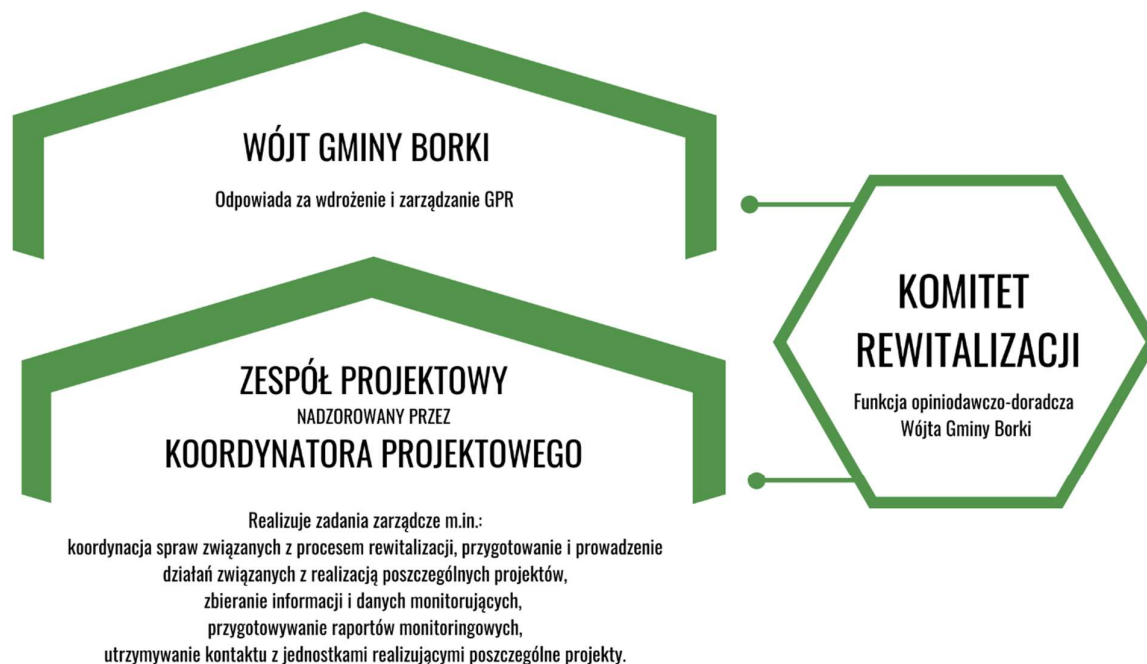 WÓJT GMINY BORKI
Odpowiada za wdrożenie i zarządzanie GPR
ZESPÓŁ PROJEKTOWY
NADZOROWANY PRZEZ
KOORDYNATORA PROJEKTOWEGO
Realizuje zadania zarządcze m.in.:
koordynacja spraw związanych z procesem rewitalizacji, przygotowanie i prowadzenie
działań związanych z realizacją poszczególnych projektów,
zbieranie informacji i danych monitorujących,
przygotowywanie raportów monitoringowych,
utrzymywanie kontaktu z jednostkami realizującymi poszczególne projekty.
KOMITET
REWITALIZACJI
Funkcja opiniodawczo-doradcza
Wójta Gminy Borki